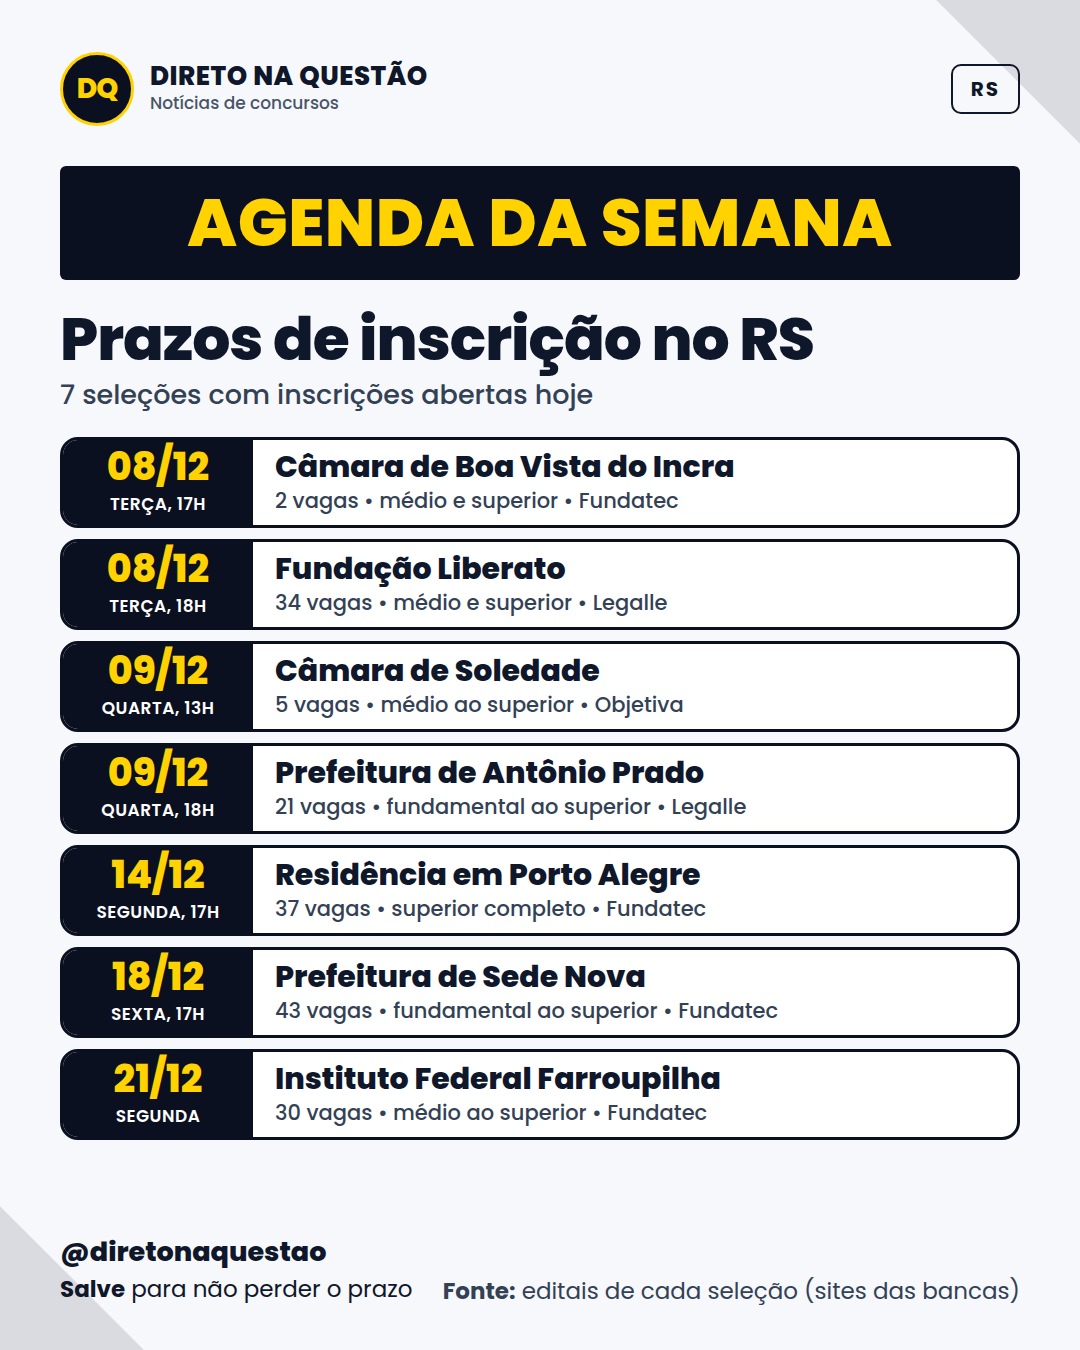 DQ
DIRETO NA QUESTÃO
Notícias de concursos
RS
AGENDA DA SEMANA
Prazos de inscrição no RS
7 seleções com inscrições abertas hoje
08/12
TERÇA, 17H
Câmara de Boa Vista do Incra
2 vagas • médio e superior • Fundatec
08/12
TERÇA, 18H
Fundação Liberato
34 vagas • médio e superior • Legalle
09/12
QUARTA, 13H
Câmara de Soledade
5 vagas • médio ao superior • Objetiva
09/12
QUARTA, 18H
Prefeitura de Antônio Prado
21 vagas • fundamental ao superior • Legalle
14/12
SEGUNDA, 17H
Residência em Porto Alegre
37 vagas • superior completo • Fundatec
18/12
SEXTA, 17H
Prefeitura de Sede Nova
43 vagas • fundamental ao superior • Fundatec
21/12
SEGUNDA
Instituto Federal Farroupilha
30 vagas • médio ao superior • Fundatec
@diretonaquestao
Salve para não perder o prazo
Fonte: editais de cada seleção (sites das bancas)